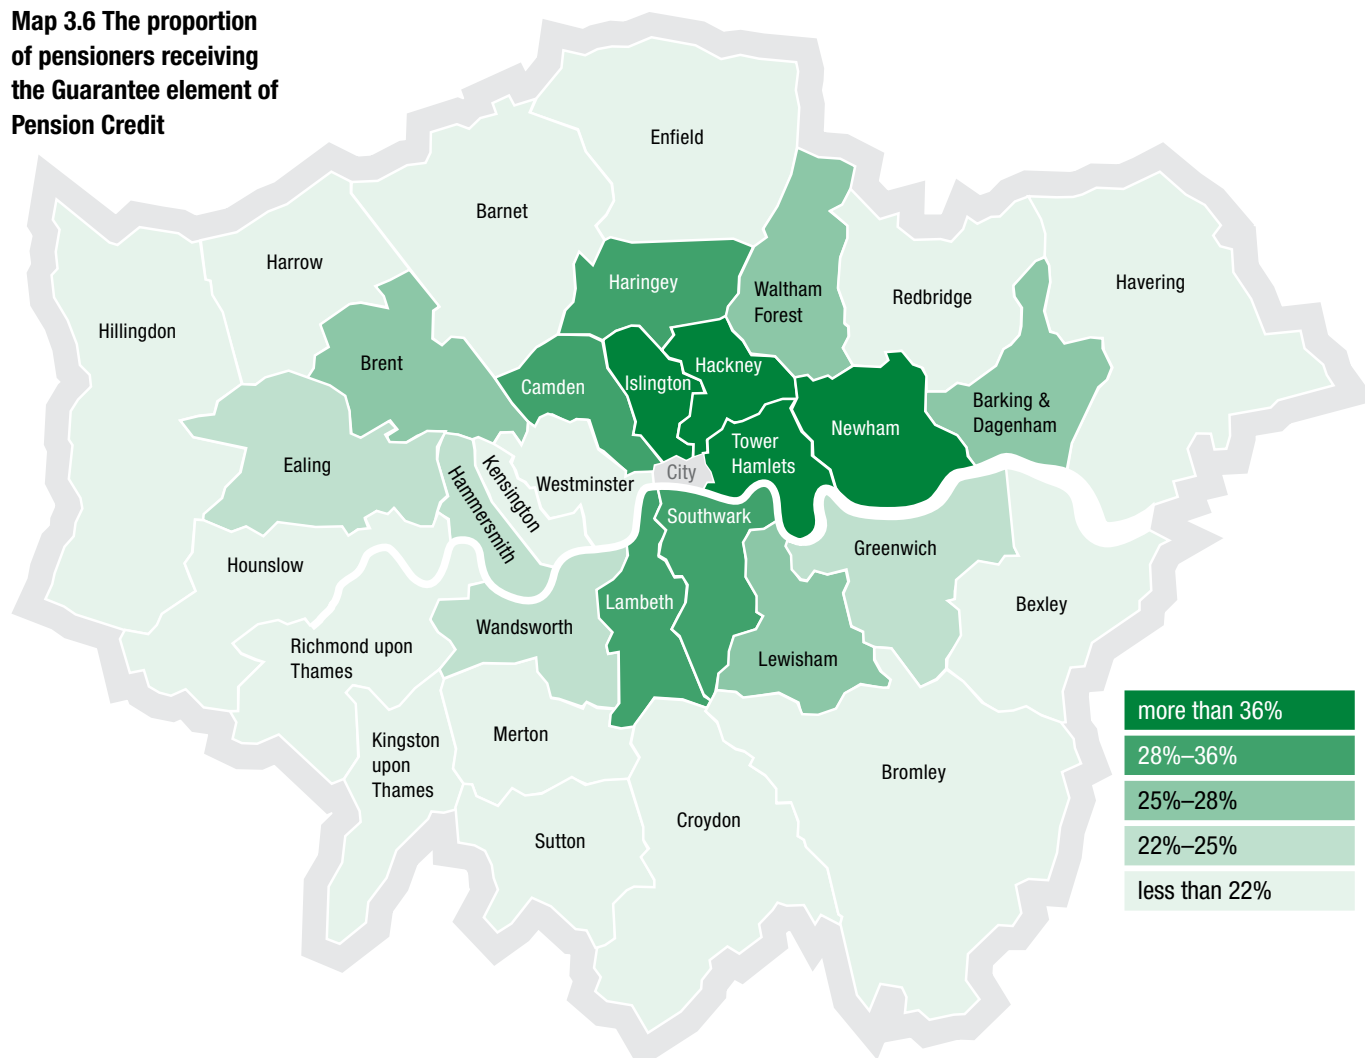 Map 3.6 The proportion
of pensioners receiving
the Guarantee element of
Pension Credit
Enfield
Barnet
Harrow
Haringey
Waltham
Forest
Redbridge
Havering
Hillingdon
Brent
Camden
Islington
Hackney
Barking &
Dagenham
Newham
Tower
Hamlets
Ealing
Hammersmith
Kensington
Westminster
City
Southwark
Greenwich
Hounslow
Lambeth
Bexley
Wandsworth
Richmond upon
Thames
Lewisham
Kingston
upon
Thames
Merton
Bromley
Sutton
Croydon
more than 36%
28%–36%
25%–28%
22%–25%
less than 22%